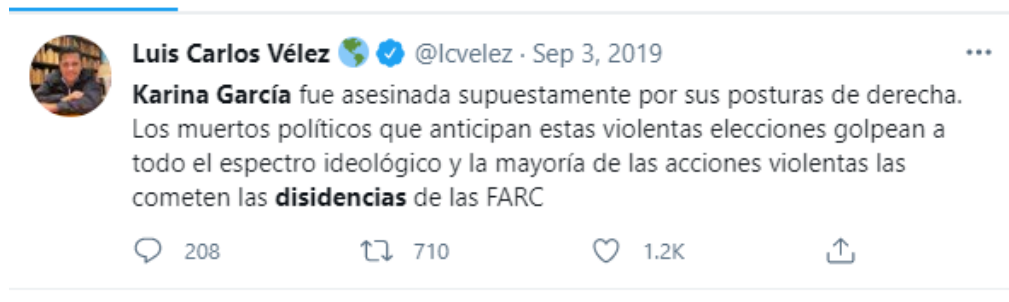 Luis Carlos Vélez @lcvelez · Sep 3, 2019
Karina García fue asesinada supuestamente por sus posturas de derecha.
Los muertos políticos que anticipan estas violentas elecciones golpean a
todo el espectro ideológico y la mayoría de las acciones violentas las
cometen las disidencias de las FARC
208 710 1.2K